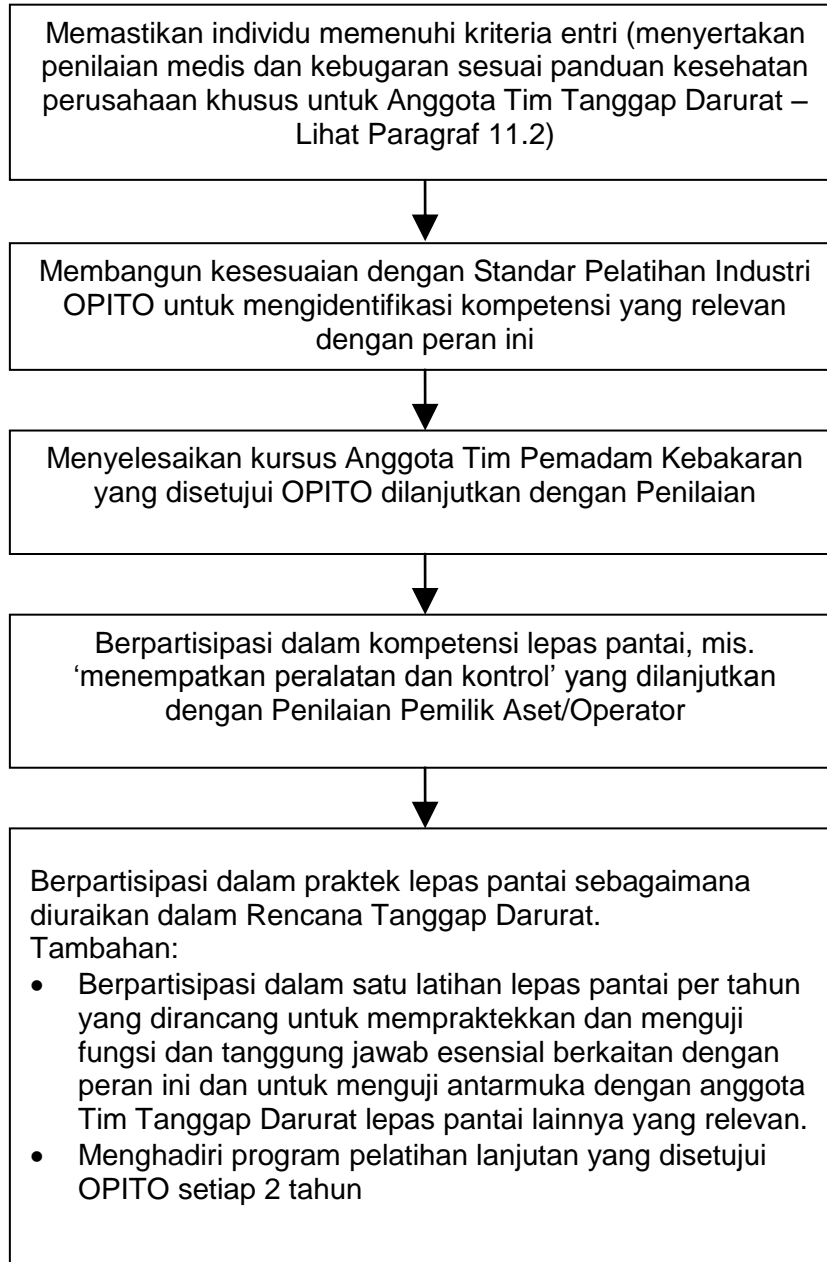 Memastikan individu memenuhi kriteria entri (menyertakan
penilaian medis dan kebugaran sesuai panduan kesehatan
perusahaan khusus untuk Anggota Tim Tanggap Darurat –
Lihat Paragraf 11.2)
Membangun kesesuaian dengan Standar Pelatihan Industri
OPITO untuk mengidentifikasi kompetensi yang relevan
dengan peran ini
Menyelesaikan kursus Anggota Tim Pemadam Kebakaran
yang disetujui OPITO dilanjutkan dengan Penilaian
Berpartisipasi dalam kompetensi lepas pantai, mis.
‘menempatkan peralatan dan kontrol’ yang dilanjutkan
dengan Penilaian Pemilik Aset/Operator
Berpartisipasi dalam praktek lepas pantai sebagaimana
diuraikan dalam Rencana Tanggap Darurat.
Tambahan:
• Berpartisipasi dalam satu latihan lepas pantai per tahun
yang dirancang untuk mempraktekkan dan menguji
fungsi dan tanggung jawab esensial berkaitan dengan
peran ini dan untuk menguji antarmuka dengan anggota
Tim Tanggap Darurat lepas pantai lainnya yang relevan.
• Menghadiri program pelatihan lanjutan yang disetujui
OPITO setiap 2 tahun